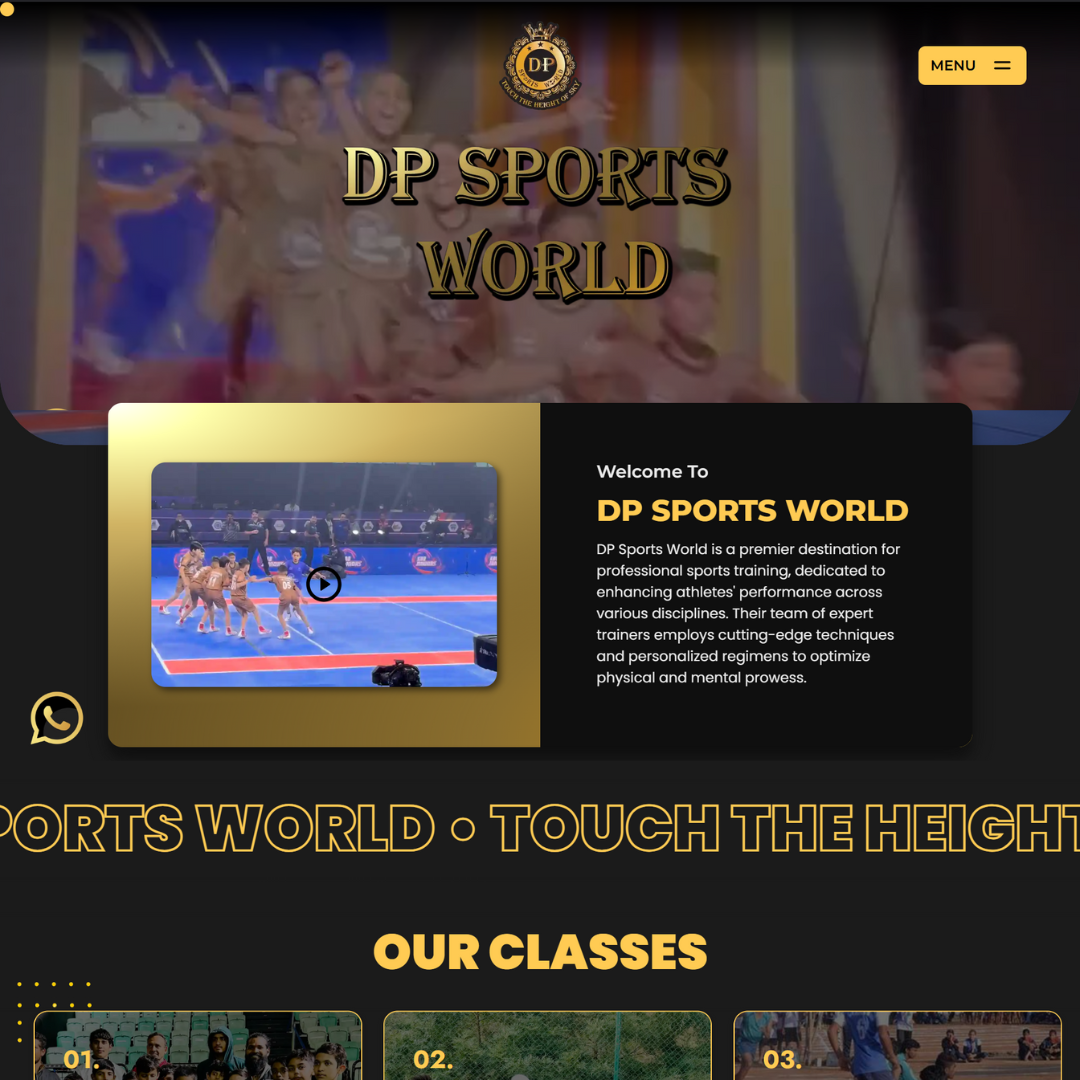 DP
SPORTS WORLD
TOUCH THE HEIGHT OF SKY
MENU
DP SPORTS
WORLD
Welcome To
DP SPORTS WORLD
DP Sports World is a premier destination for
professional sports training, dedicated to
enhancing athletes' performance across
various disciplines. Their team of expert
trainers employs cutting-edge techniques
and personalized regimens to optimize
physical and mental prowess.
PORTS WORLD • TOUCH THE HEIGHT
OUR CLASSES
01.
02.
03.